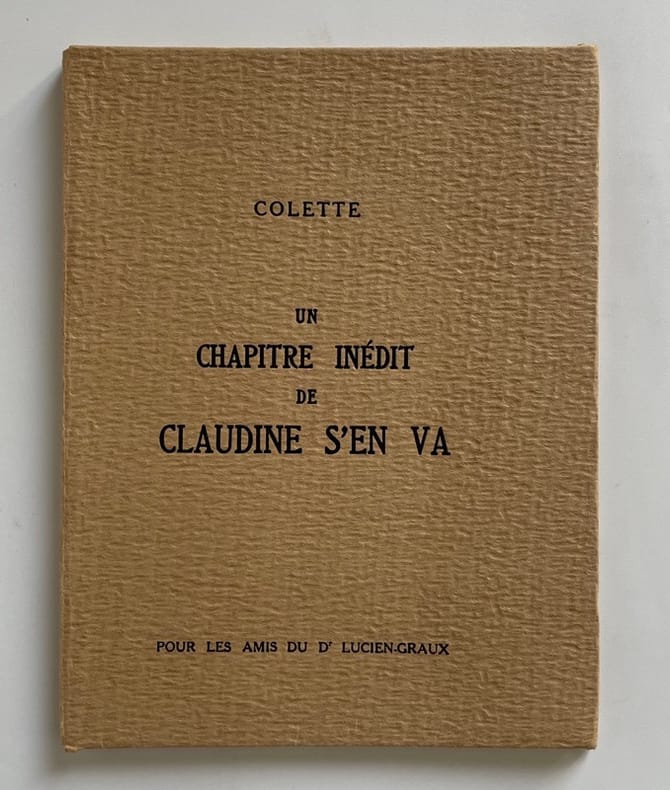 COLETTE
UN
CHAPITRE INÉDIT
DE
CLAUDINE S'EN VA
POUR LES AMIS DU Dr LUCIEN-GRAUX